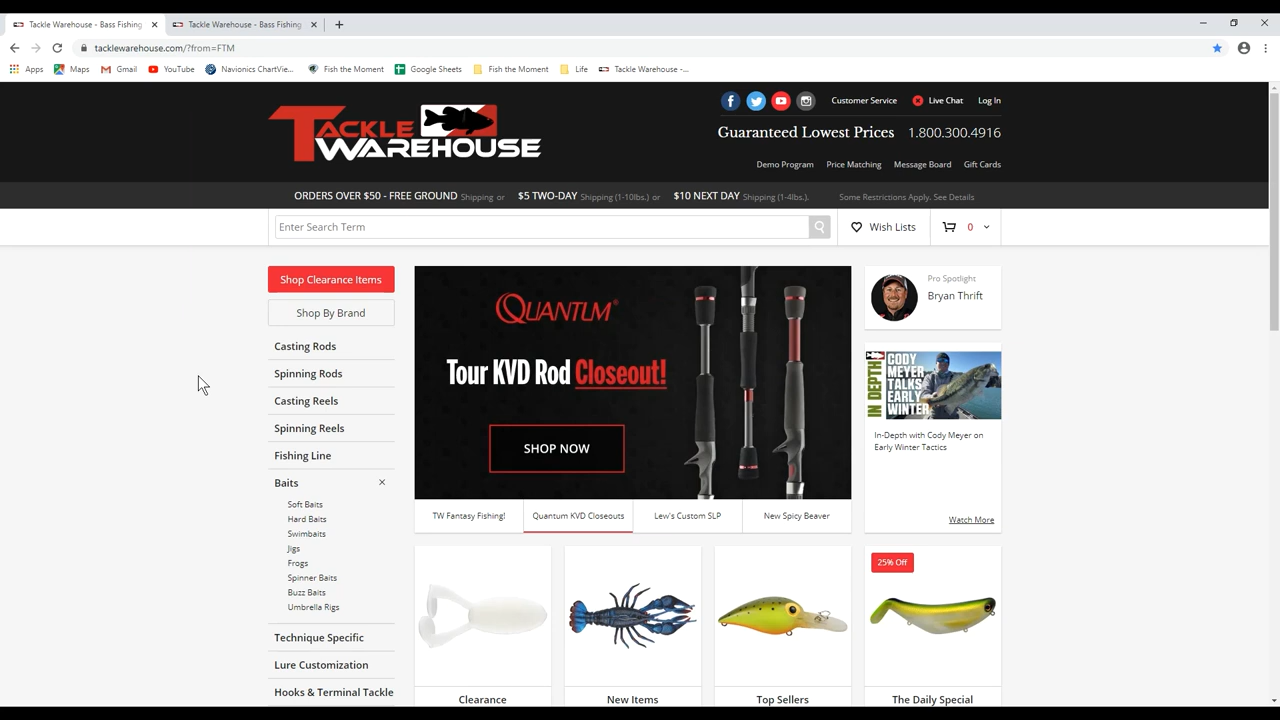 Tackle Warehouse - Bass Fishing
Tackle Warehouse - Bass Fishing
tacklewarehouse.com/?from=FTM
Apps
Maps
Gmail
YouTube
Navionics ChartVie...
Fish the Moment
Google Sheets
Fish the Moment
Life
Tackle Warehouse -...
TACKLE
WAREHOUSE
Customer Service
Live Chat
Log In
Guaranteed Lowest Prices
1.800.300.4916
Demo Program
Price Matching
Message Board
Gift Cards
ORDERS OVER $50 - FREE GROUND Shipping or $5 TWO-DAY Shipping (1-10lbs.) or $10 NEXT DAY Shipping (1-4lbs.). Some Restrictions Apply. See Details
Enter Search Term
Wish Lists
0
Shop Clearance Items
Shop By Brand
Casting Rods
Spinning Rods
Casting Reels
Spinning Reels
Fishing Line
Baits
Soft Baits
Hard Baits
Swimbaits
Jigs
Frogs
Spinner Baits
Buzz Baits
Umbrella Rigs
Technique Specific
Lure Customization
Hooks & Terminal Tackle
QUANTUM
Tour KVD Rod Closeout!
SHOP NOW
TW Fantasy Fishing!
Quantum KVD Closeouts
Lew's Custom SLP
New Spicy Beaver
Pro Spotlight
Bryan Thrift
IN DEPTH
CODY
MEYER
TALKS
EARLY
WINTER
In-Depth with Cody Meyer on
Early Winter Tactics
Watch More
25% Off
Clearance
New Items
Top Sellers
The Daily Special